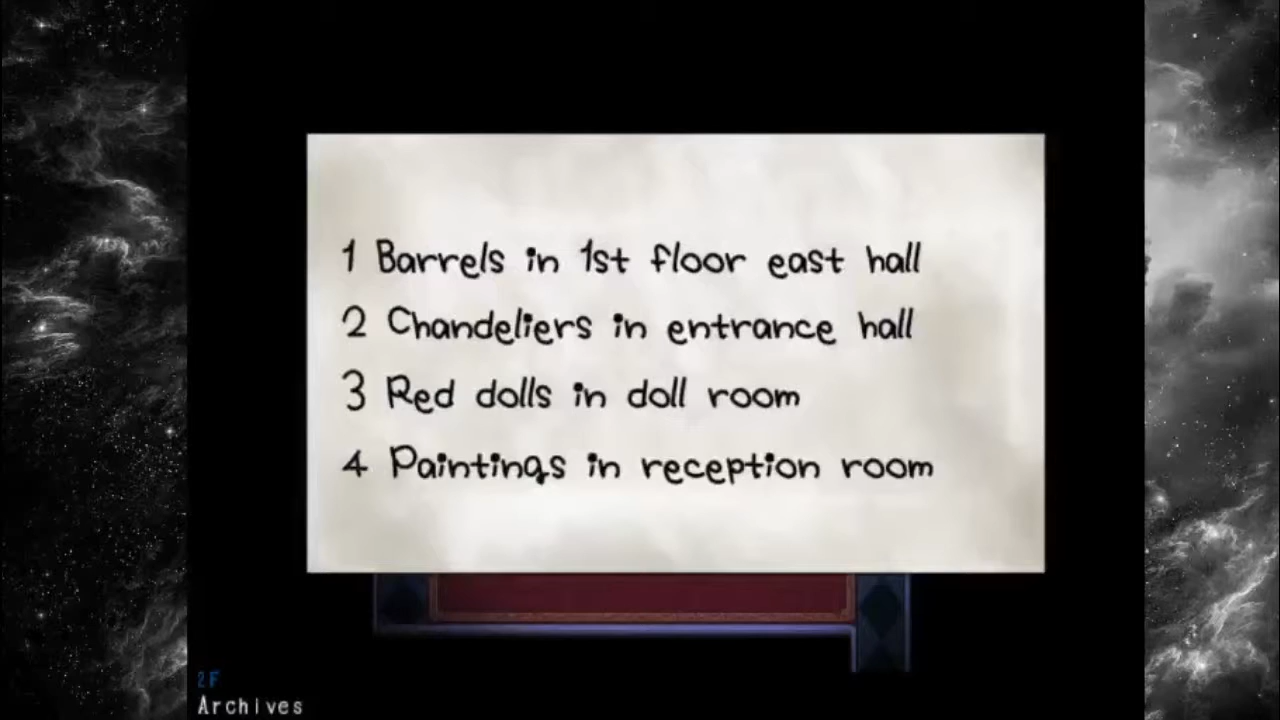 1 Barrels in 1st floor east hall
2 Chandeliers in entrance hall
3 Red dolls in doll room
4 Paintings in reception room
2F
Archives